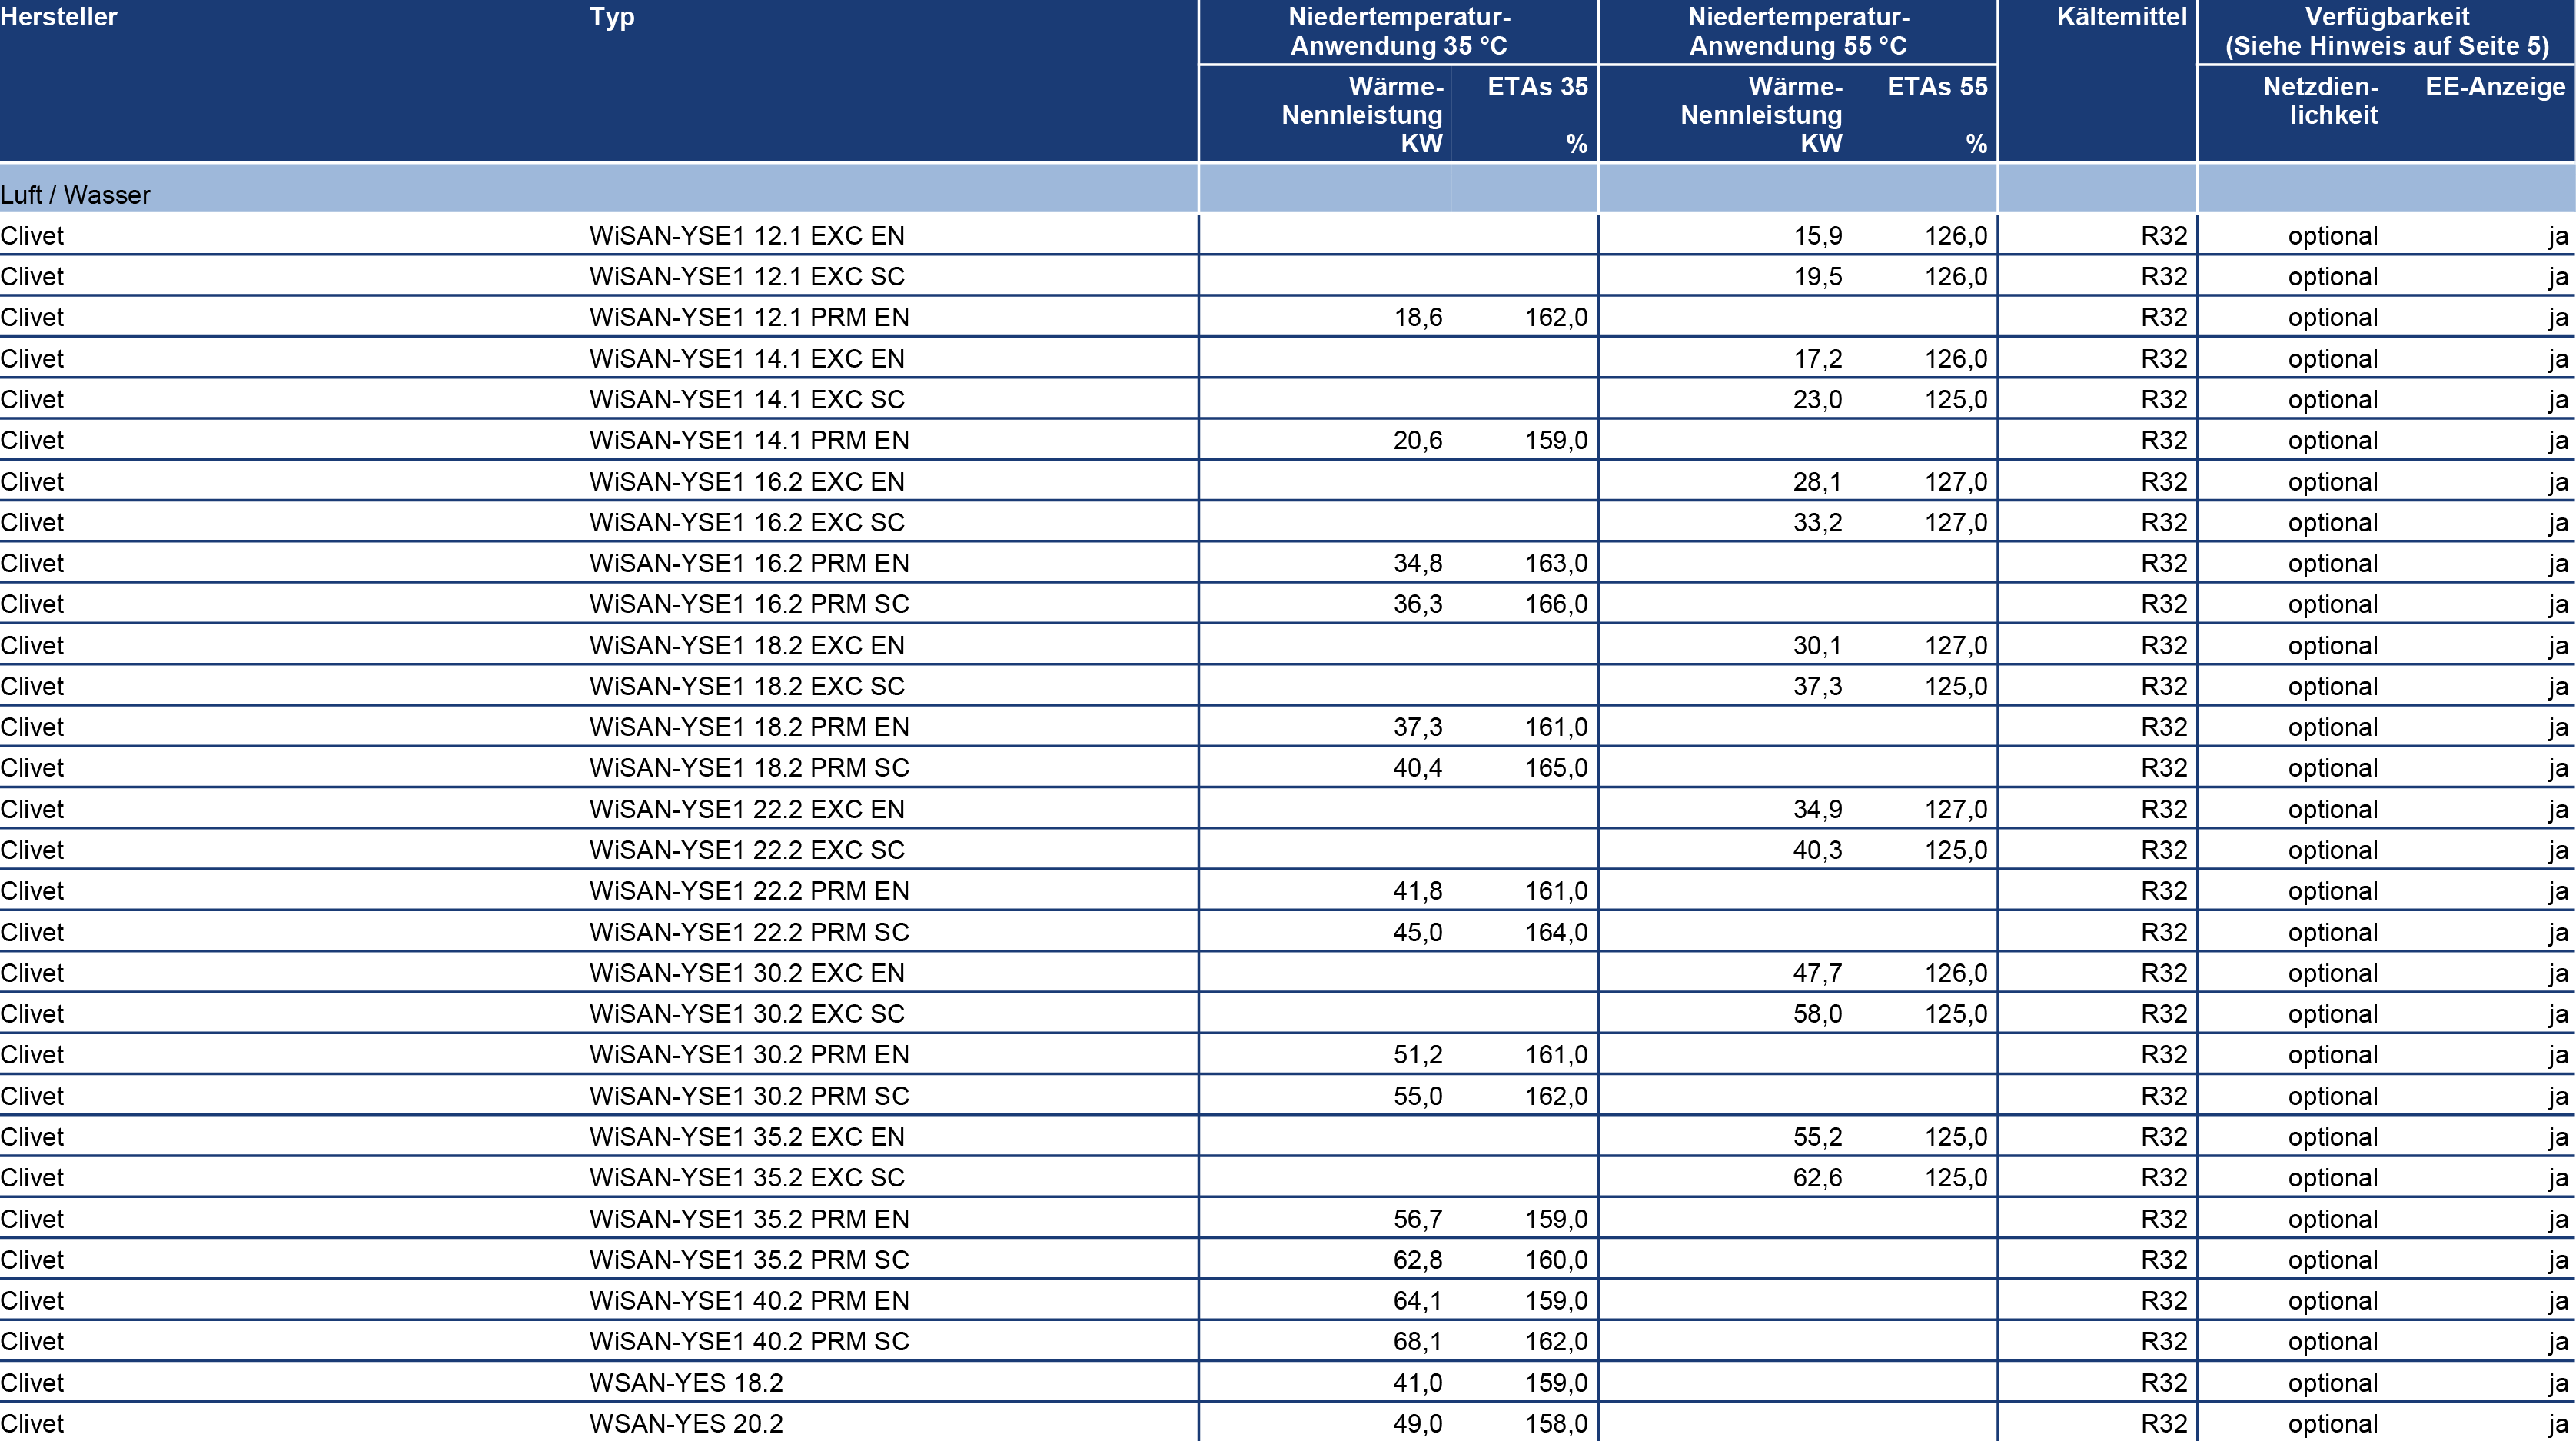 Hersteller Typ Niedertemperatur- Niedertemperatur- Kältemittel Verfügbarkeit
Anwendung 35 °C Anwendung 55 °C (Siehe Hinweis auf Seite 5)
Wärme- ETAs 35 Wärme- ETAs 55 Netzdien- EE-Anzeige
Nennleistung Nennleistung lichkeit
KW % KW %
Luft / Wasser
Clivet WiSAN-YSE1 12.1 EXC EN 15,9 126,0 R32 optional ja
Clivet WiSAN-YSE1 12.1 EXC SC 19,5 126,0 R32 optional ja
Clivet WiSAN-YSE1 12.1 PRM EN 18,6 162,0 R32 optional ja
Clivet WiSAN-YSE1 14.1 EXC EN 17,2 126,0 R32 optional ja
Clivet WiSAN-YSE1 14.1 EXC SC 23,0 125,0 R32 optional ja
Clivet WiSAN-YSE1 14.1 PRM EN 20,6 159,0 R32 optional ja
Clivet WiSAN-YSE1 16.2 EXC EN 28,1 127,0 R32 optional ja
Clivet WiSAN-YSE1 16.2 EXC SC 33,2 127,0 R32 optional ja
Clivet WiSAN-YSE1 16.2 PRM EN 34,8 163,0 R32 optional ja
Clivet WiSAN-YSE1 16.2 PRM SC 36,3 166,0 R32 optional ja
Clivet WiSAN-YSE1 18.2 EXC EN 30,1 127,0 R32 optional ja
Clivet WiSAN-YSE1 18.2 EXC SC 37,3 125,0 R32 optional ja
Clivet WiSAN-YSE1 18.2 PRM EN 37,3 161,0 R32 optional ja
Clivet WiSAN-YSE1 18.2 PRM SC 40,4 165,0 R32 optional ja
Clivet WiSAN-YSE1 22.2 EXC EN 34,9 127,0 R32 optional ja
Clivet WiSAN-YSE1 22.2 EXC SC 40,3 125,0 R32 optional ja
Clivet WiSAN-YSE1 22.2 PRM EN 41,8 161,0 R32 optional ja
Clivet WiSAN-YSE1 22.2 PRM SC 45,0 164,0 R32 optional ja
Clivet WiSAN-YSE1 30.2 EXC EN 47,7 126,0 R32 optional ja
Clivet WiSAN-YSE1 30.2 EXC SC 58,0 125,0 R32 optional ja
Clivet WiSAN-YSE1 30.2 PRM EN 51,2 161,0 R32 optional ja
Clivet WiSAN-YSE1 30.2 PRM SC 55,0 162,0 R32 optional ja
Clivet WiSAN-YSE1 35.2 EXC EN 55,2 125,0 R32 optional ja
Clivet WiSAN-YSE1 35.2 EXC SC 62,6 125,0 R32 optional ja
Clivet WiSAN-YSE1 35.2 PRM EN 56,7 159,0 R32 optional ja
Clivet WiSAN-YSE1 35.2 PRM SC 62,8 160,0 R32 optional ja
Clivet WiSAN-YSE1 40.2 PRM EN 64,1 159,0 R32 optional ja
Clivet WiSAN-YSE1 40.2 PRM SC 68,1 162,0 R32 optional ja
Clivet WSAN-YES 18.2 41,0 159,0 R32 optional ja
Clivet WSAN-YES 20.2 49,0 158,0 R32 optional ja